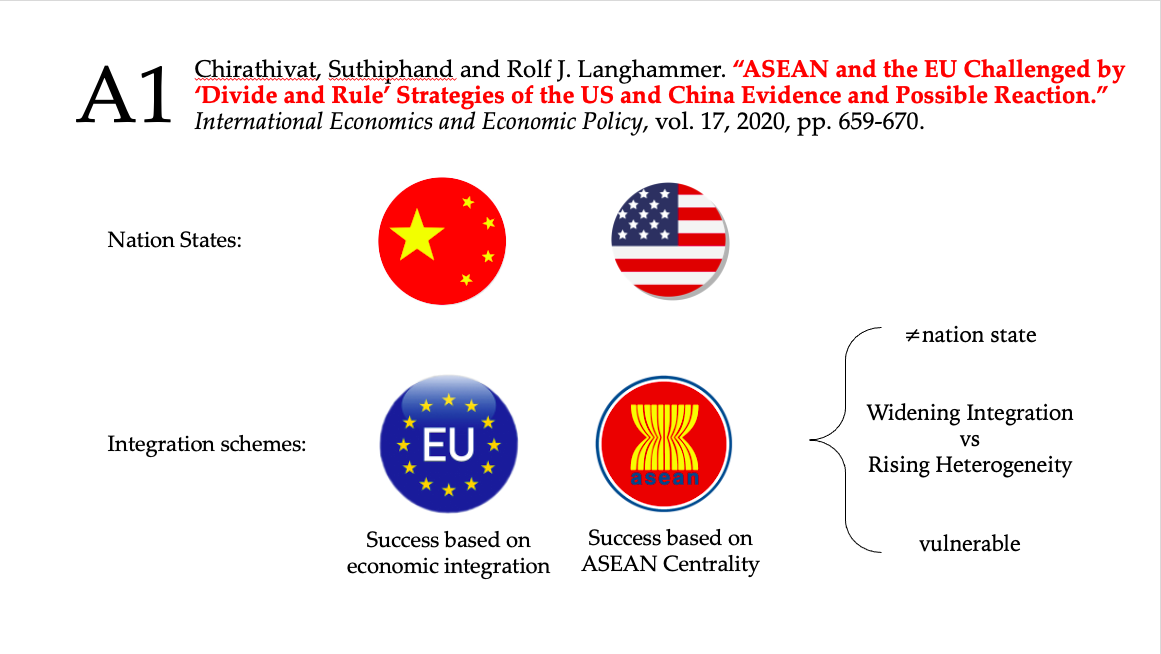 A1
Chirathivat, Suthiphand and Rolf J. Langhammer. “ASEAN and the EU Challenged by
‘Divide and Rule’ Strategies of the US and China Evidence and Possible Reaction.”
International Economics and Economic Policy, vol. 17, 2020, pp. 659-670.
Nation States:
≠nation state
Widening Integration
vs
Rising Heterogeneity
vulnerable
Integration schemes:
EU
asean
Success based on
economic integration
Success based on
ASEAN Centrality